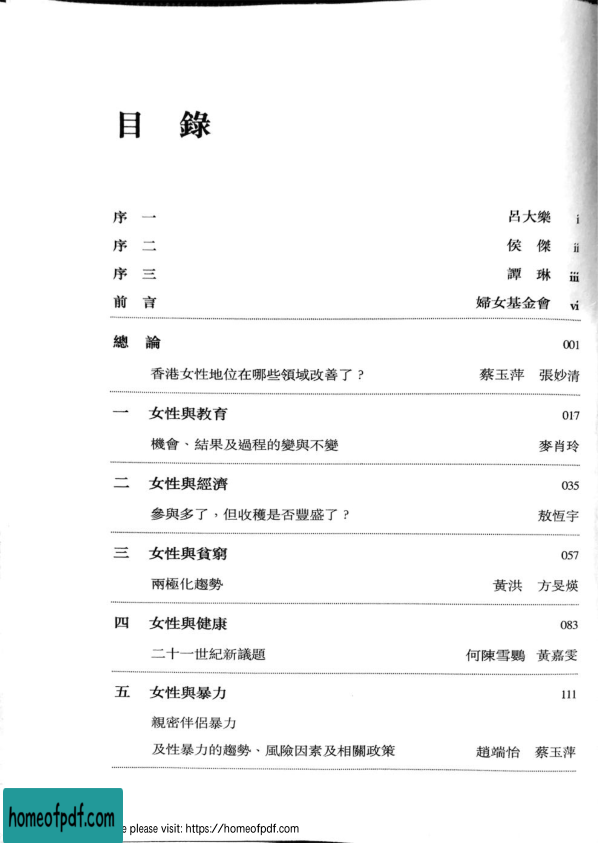 目 錄
序 一 呂大樂 i
序 二 侯 傑 ii
序 三 譚 琳 iii
前 言 婦女基金會 vi
總 論 001
香港女性地位在哪些領域改善了? 蔡玉萍 張妙清
一 女性與教育 017
機會、結果及過程的變與不變 麥肖玲
二 女性與經濟 035
參與多了,但收穫是否豐盛了? 敖恆宇
三 女性與貧窮 057
兩極化趨勢 黃洪 方旻煐
四 女性與健康 083
二十一世紀新議題 何陳雪鸚 黃嘉雯
五 女性與暴力 111
親密伴侶暴力
及性暴力的趨勢、風險因素及相關政策 趙端怡 蔡玉萍
homeofpdf.com
e please visit: https://homeofpdf.com